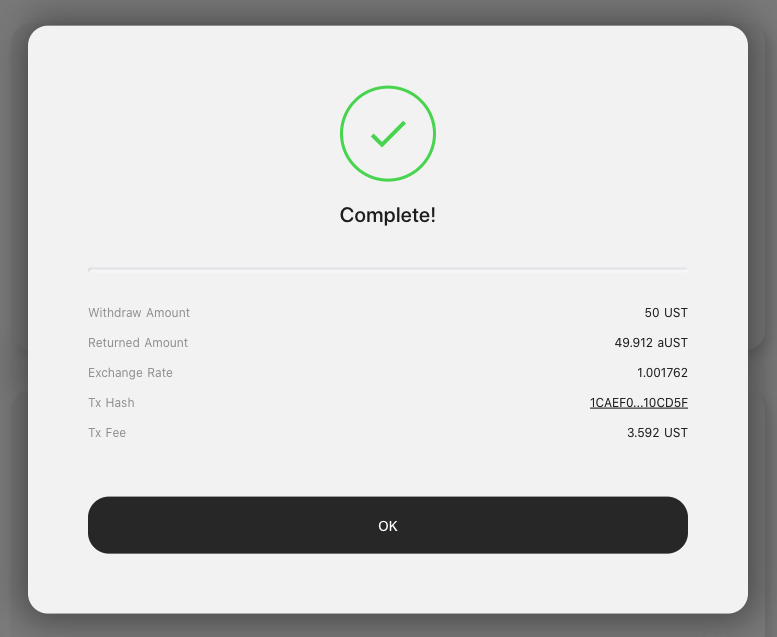 Complete!
Withdraw Amount 50 UST
Returned Amount 49.912 aUST
Exchange Rate 1.001762
Tx Hash 1CAEF0...10CD5F
Tx Fee 3.592 UST
OK